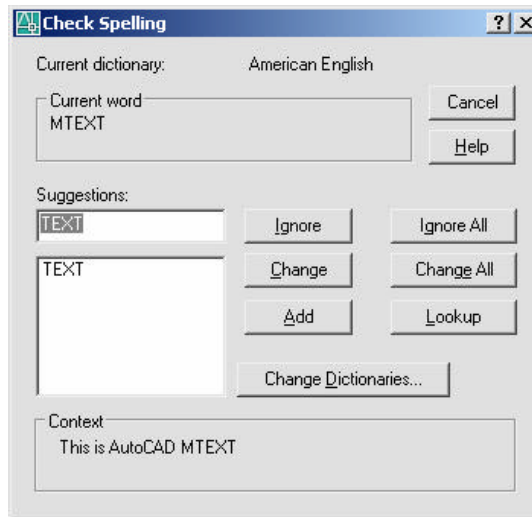 Check Spelling
Current dictionary: American English
Current word
MTEXT
Cancel
Help
Suggestions:
TEXT
Ignore Ignore All
TEXT
Change Change All
Add Lookup
Change Dictionaries...
Context
This is AutoCAD MTEXT